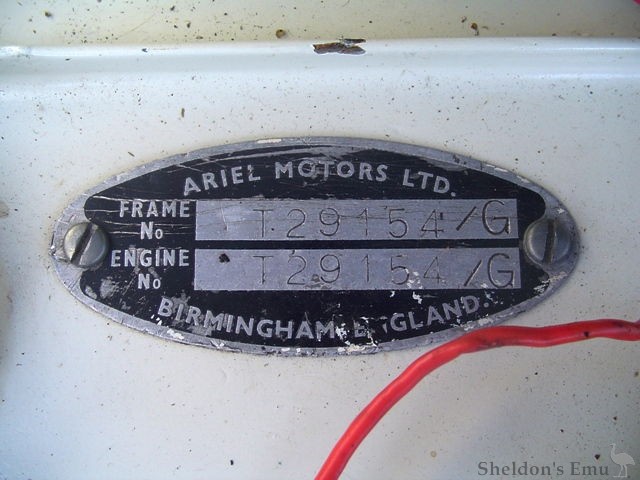 ARIEL MOTORS LTD.
FRAME No T29154/G
ENGINE No T29154/G
BIRMINGHAM, ENGLAND.
Sheldon's Emu